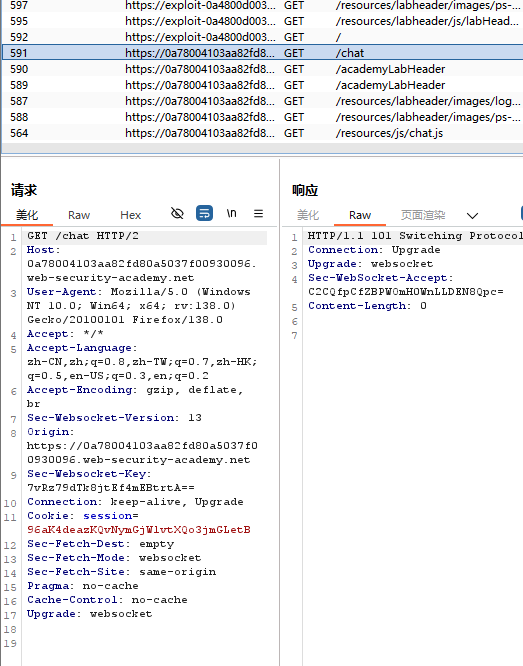 597 https://exploit-0a4800d003... GET /resources/labheader/images/ps-...
595 https://exploit-0a4800d003... GET /resources/labheader/js/labHead...
592 https://exploit-0a4800d003... GET /
591 https://0a78004103aa82fd8... GET /chat
590 https://0a78004103aa82fd8... GET /academyLabHeader
589 https://0a78004103aa82fd8... GET /academyLabHeader
587 https://0a78004103aa82fd8... GET /resources/labheader/images/log...
588 https://0a78004103aa82fd8... GET /resources/labheader/images/ps-...
564 https://0a78004103aa82fd8... GET /resources/js/chat.js
请求
美化 Raw Hex \n
1 GET /chat HTTP/2
2 Host:
0a78004103aa82fd80a5037f00930096.
web-security-academy.net
3 User-Agent: Mozilla/5.0 (Windows
NT 10.0; Win64; x64; rv:138.0)
Gecko/20100101 Firefox/138.0
4 Accept: */*
5 Accept-Language:
zh-CN,zh;q=0.8,zh-TW;q=0.7,zh-HK;
q=0.5,en-US;q=0.3,en;q=0.2
6 Accept-Encoding: gzip, deflate,
br
7 Sec-Websocket-Version: 13
8 Origin:
https://0a78004103aa82fd80a5037f0
0930096.web-security-academy.net
9 Sec-Websocket-Key:
7vRz79dTk8jtEf4mEBtrtA==
10 Connection: keep-alive, Upgrade
11 Cookie: session=
96aK4deazKQvNymGjWlvtXQo3jmGLetB
12 Sec-Fetch-Dest: empty
13 Sec-Fetch-Mode: websocket
14 Sec-Fetch-Site: same-origin
15 Pragma: no-cache
16 Cache-Control: no-cache
17 Upgrade: websocket
18
19
响应
美化 Raw 页面渲染
1 HTTP/1.1 101 Switching Protocol
2 Connection: Upgrade
3 Upgrade: websocket
4 Sec-WebSocket-Accept:
C2CQfpCfZBPWOmH0WnLLDEN8Qpc=
5 Content-Length: 0
6
7